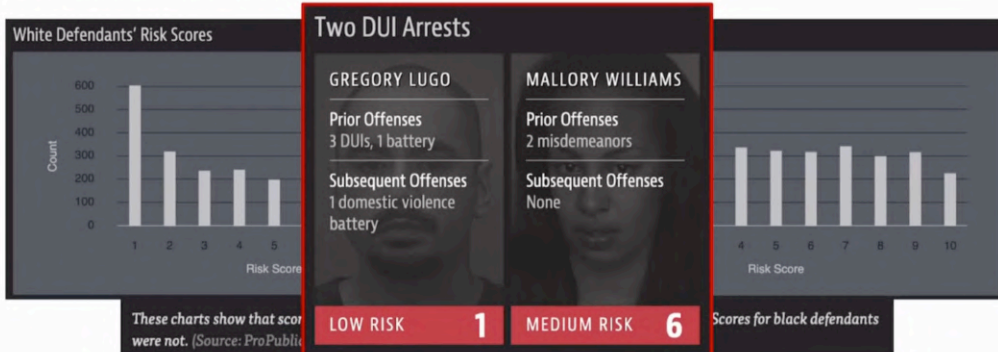 White Defendants' Risk Scores
600
500
400
300
200
100
0
Count
1 2 3 4 5
Risk Score
Two DUI Arrests
GREGORY LUGO
Prior Offenses
3 DUIs, 1 battery
Subsequent Offenses
1 domestic violence
battery
LOW RISK 1
MALLORY WILLIAMS
Prior Offenses
2 misdemeanors
Subsequent Offenses
None
MEDIUM RISK 6
4 5 6 7 8 9 10
Risk Score
These charts show that
Scores for black defendants
were not. (Source: